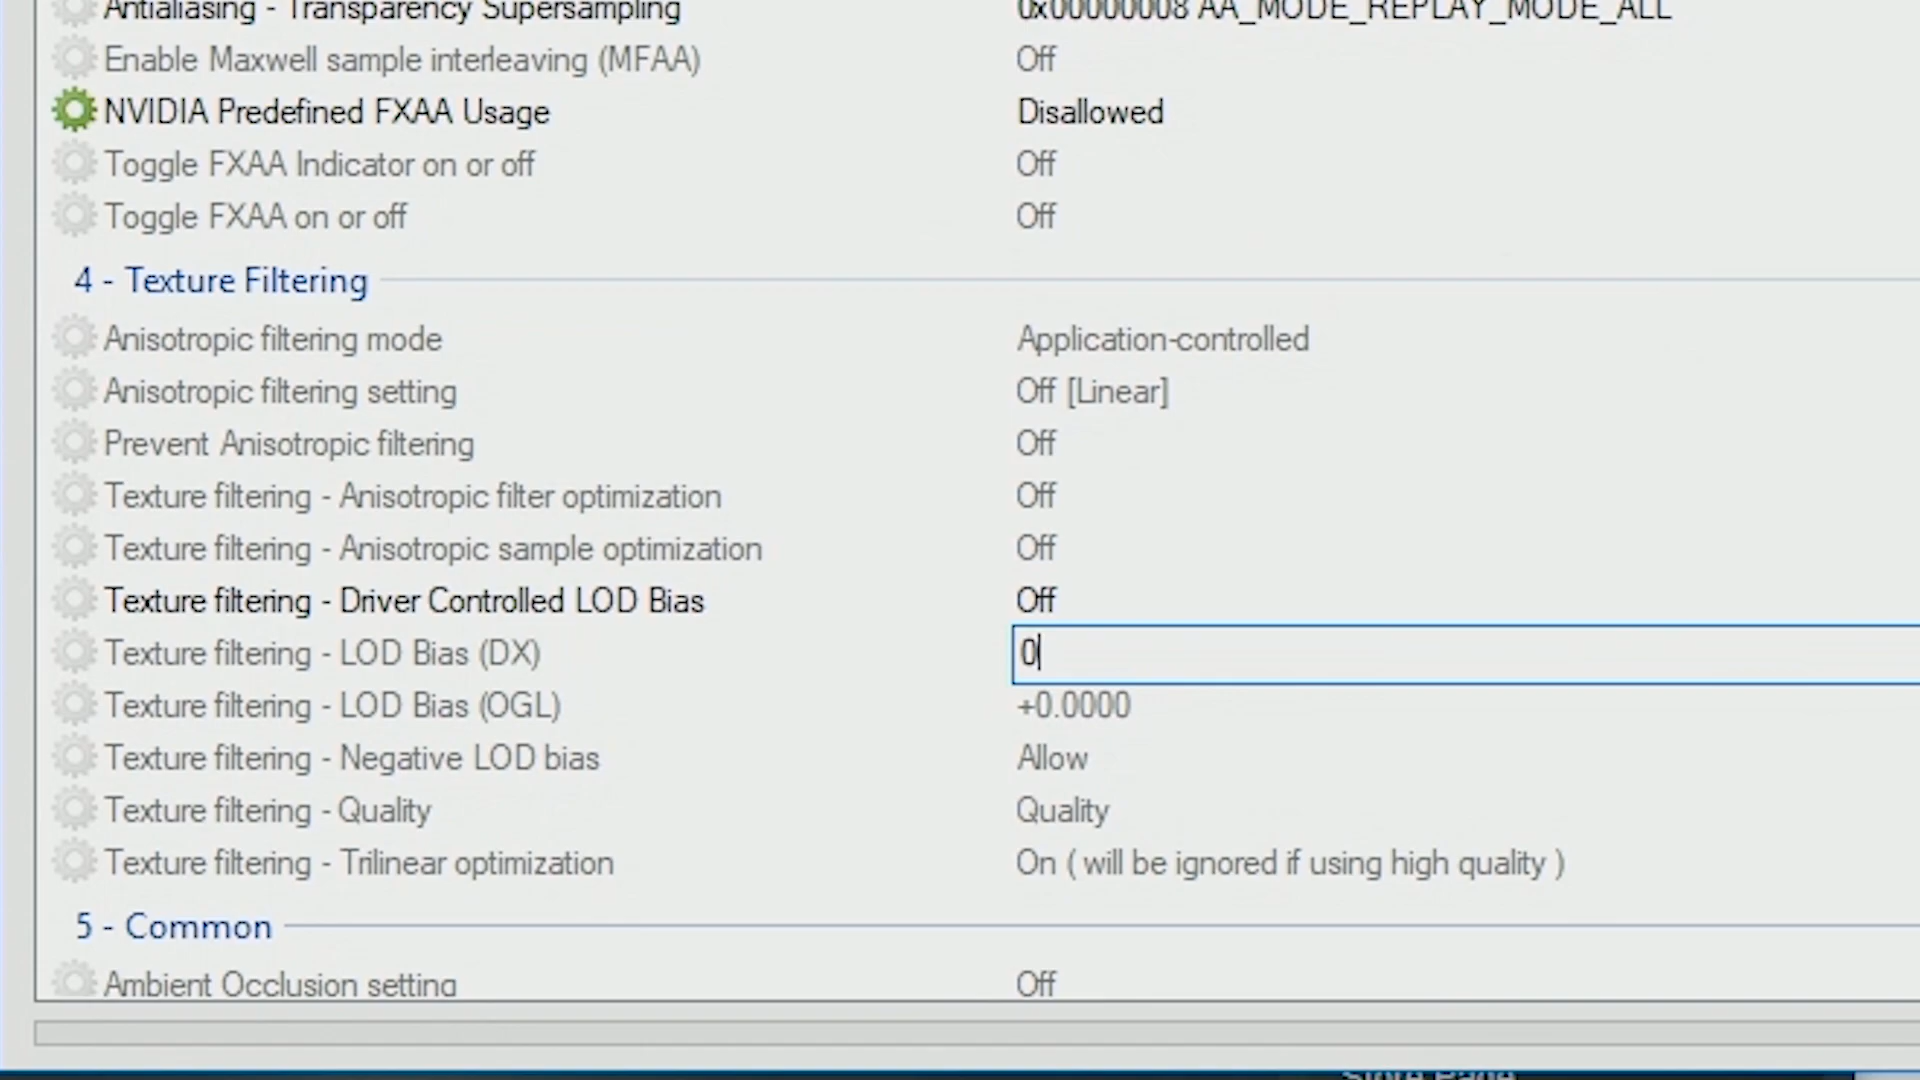 Antialiasing - Transparency Supersampling 0x00000008 AA_MODE_REPLAY_MODE_ALL
Enable Maxwell sample interleaving (MFAA) Off
NVIDIA Predefined FXAA Usage Disallowed
Toggle FXAA Indicator on or off Off
Toggle FXAA on or off Off
4 - Texture Filtering
Anisotropic filtering mode Application-controlled
Anisotropic filtering setting Off [Linear]
Prevent Anisotropic filtering Off
Texture filtering - Anisotropic filter optimization Off
Texture filtering - Anisotropic sample optimization Off
Texture filtering - Driver Controlled LOD Bias Off
Texture filtering - LOD Bias (DX) 0
Texture filtering - LOD Bias (OGL) +0.0000
Texture filtering - Negative LOD bias Allow
Texture filtering - Quality Quality
Texture filtering - Trilinear optimization On ( will be ignored if using high quality )
5 - Common
Ambient Occlusion setting Off
Store Page